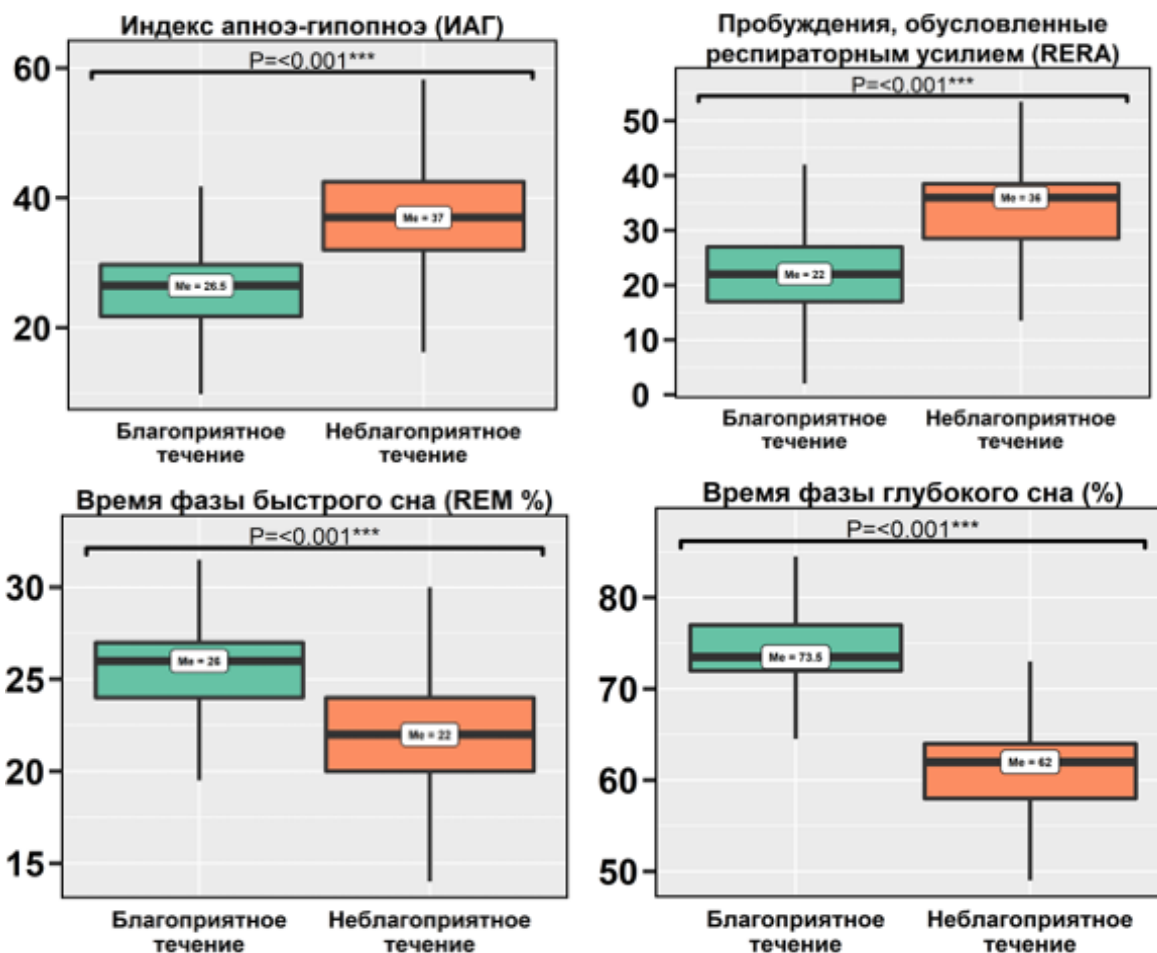 Индекс апноэ-гипопноэ (ИАГ)
60
40
20
P=<0.001***
Me = 26.5
Me = 37
Благоприятное
течение
Неблагоприятное
течение
Пробуждения, обусловленные
респираторным усилием (RERA)
50
40
30
20
10
0
P=<0.001***
Me = 22
Me = 36
Благоприятное
течение
Неблагоприятное
течение
Время фазы быстрого сна (REM %)
30
25
20
15
P=<0.001***
Me = 26
Me = 22
Благоприятное
течение
Неблагоприятное
течение
Время фазы глубокого сна (%)
80
70
60
50
P=<0.001***
Me = 73.5
Me = 62
Благоприятное
течение
Неблагоприятное
течение